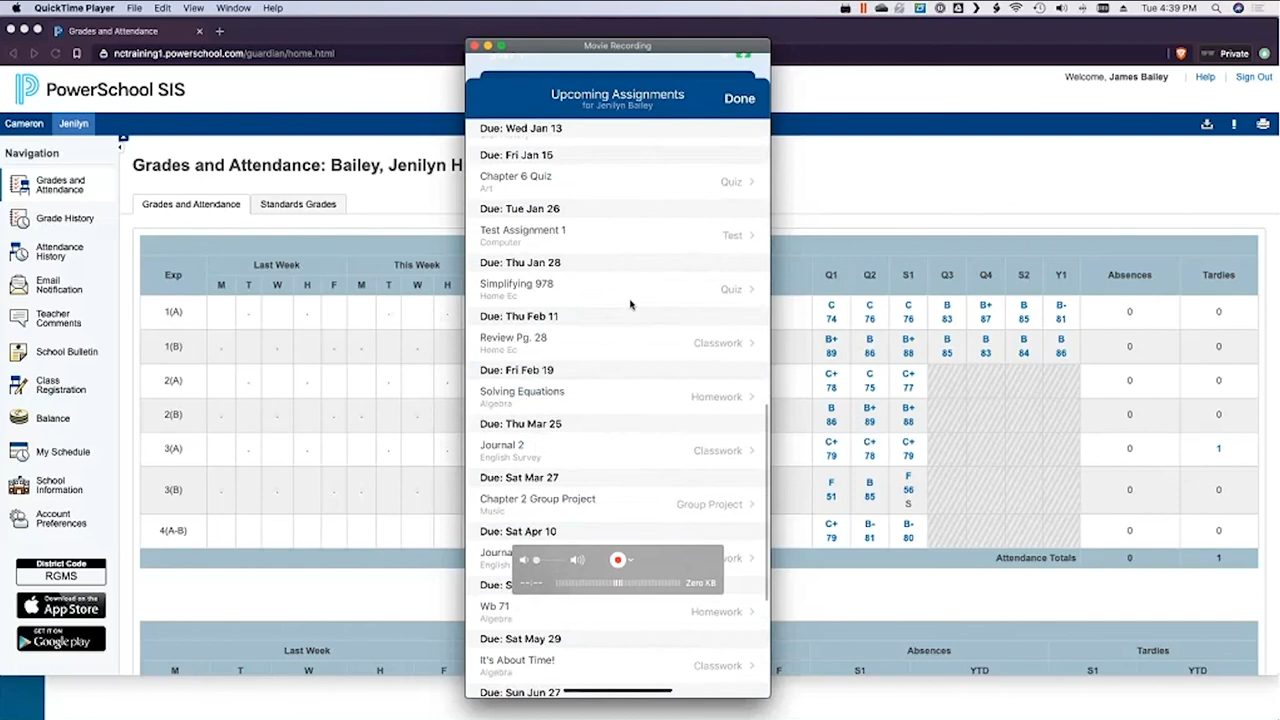 QuickTime Player File Edit View Window Help
Tue 4:39 PM
Grades and Attendance
nctraining1.powerschool.com/guardian/home.html
Private
PowerSchool SIS
Welcome, James Bailey Help Sign Out
Cameron Jenilyn
Navigation
Grades and Attendance
Grade History
Attendance History
Email Notification
Teacher Comments
School Bulletin
Class Registration
Balance
My Schedule
School Information
Account Preferences
District Code
RGMS
Download on the
App Store
GET IT ON
Google play
Grades and Attendance: Bailey, Jenilyn H
Grades and Attendance Standards Grades
Exp Last Week This Week Q1 Q2 S1 Q3 Q4 S2 Y1 Absences Tardies
M T W H F M T W H
1(A) C 74 C 76 C 76 B 83 B+ 87 B 85 B- 81 0 0
1(B) B+ 89 B 86 B+ 88 B 85 B 83 B 84 B 86 0 0
2(A) C+ 78 C 75 C+ 77 0 0
2(B) B 86 B+ 89 B+ 88 0 0
3(A) C+ 79 C+ 78 C+ 79 0 1
3(B) F 51 B 85 F 56 S 0 0
4(A-B) C+ 79 B- 81 B- 80 0 0
Attendance Totals 0 1
Last Week Absences Tardies
M T W H F F S1 YTD S1 YTD
Movie Recording
Upcoming Assignments
for Jenilyn Bailey
Done
Due: Wed Jan 13
Due: Fri Jan 15
Chapter 6 Quiz Quiz
Art
Due: Tue Jan 26
Test Assignment 1 Test
Computer
Due: Thu Jan 28
Simplifying 978 Quiz
Home Ec
Due: Thu Feb 11
Review Pg. 28 Classwork
Home Ec
Due: Fri Feb 19
Solving Equations Homework
Algebra
Due: Thu Mar 25
Journal 2 Classwork
English Survey
Due: Sat Mar 27
Chapter 2 Group Project Group Project
Music
Due: Sat Apr 10
Journa
English
--:-- Zero KB
Due: S
Wb 71 Homework
Algebra
Due: Sat May 29
It's About Time! Classwork
Algebra
Due: Sun Jun 27